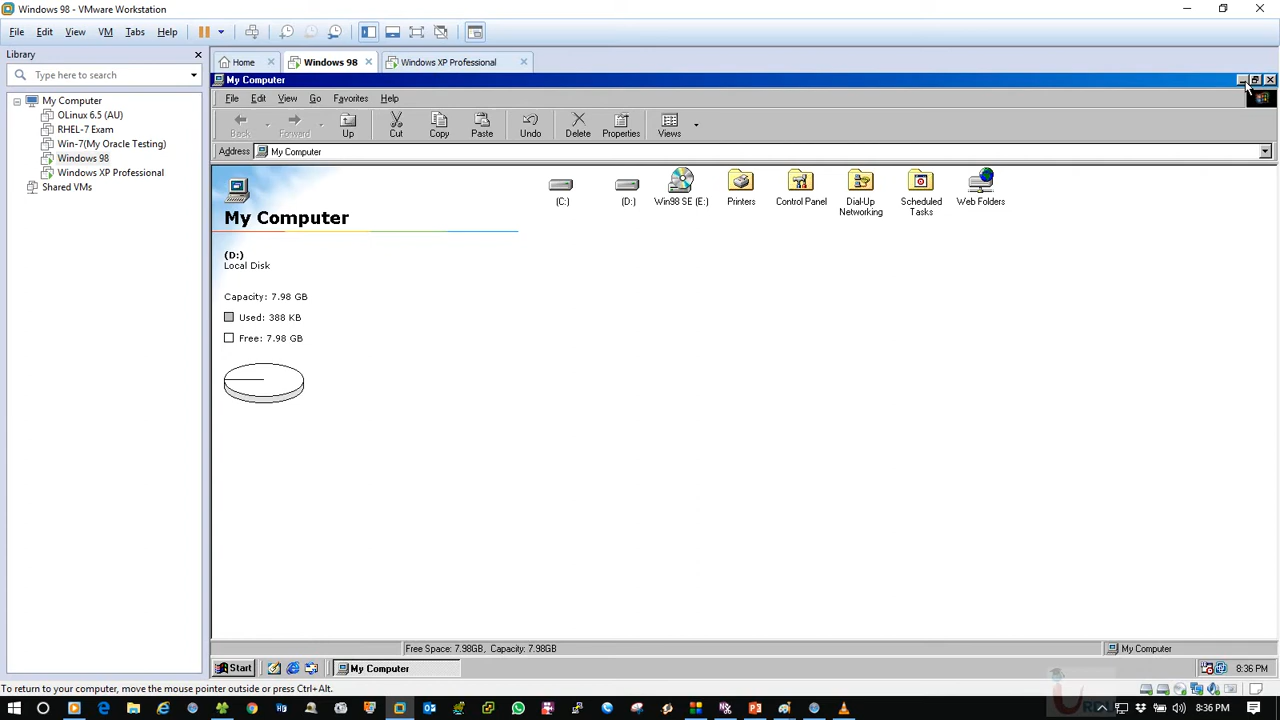 Windows 98 - VMware Workstation
File Edit View VM Tabs Help
Library
Type here to search
My Computer
OLinux 6.5 (AU)
RHEL-7 Exam
Win-7(My Oracle Testing)
Windows 98
Windows XP Professional
Shared VMs
Home Windows 98 Windows XP Professional
My Computer
File Edit View Go Favorites Help
Back Forward Up Cut Copy Paste Undo Delete Properties Views
Address My Computer
(C:) (D:) Win98 SE (E:) Printers Control Panel Dial-Up Networking Scheduled Tasks Web Folders
My Computer
(D:)
Local Disk
Capacity: 7.98 GB
Used: 388 KB
Free: 7.98 GB
Free Space: 7.98GB, Capacity: 7.98GB My Computer
Start My Computer 8:36 PM
To return to your computer, move the mouse pointer outside or press Ctrl+Alt.
8:36 PM